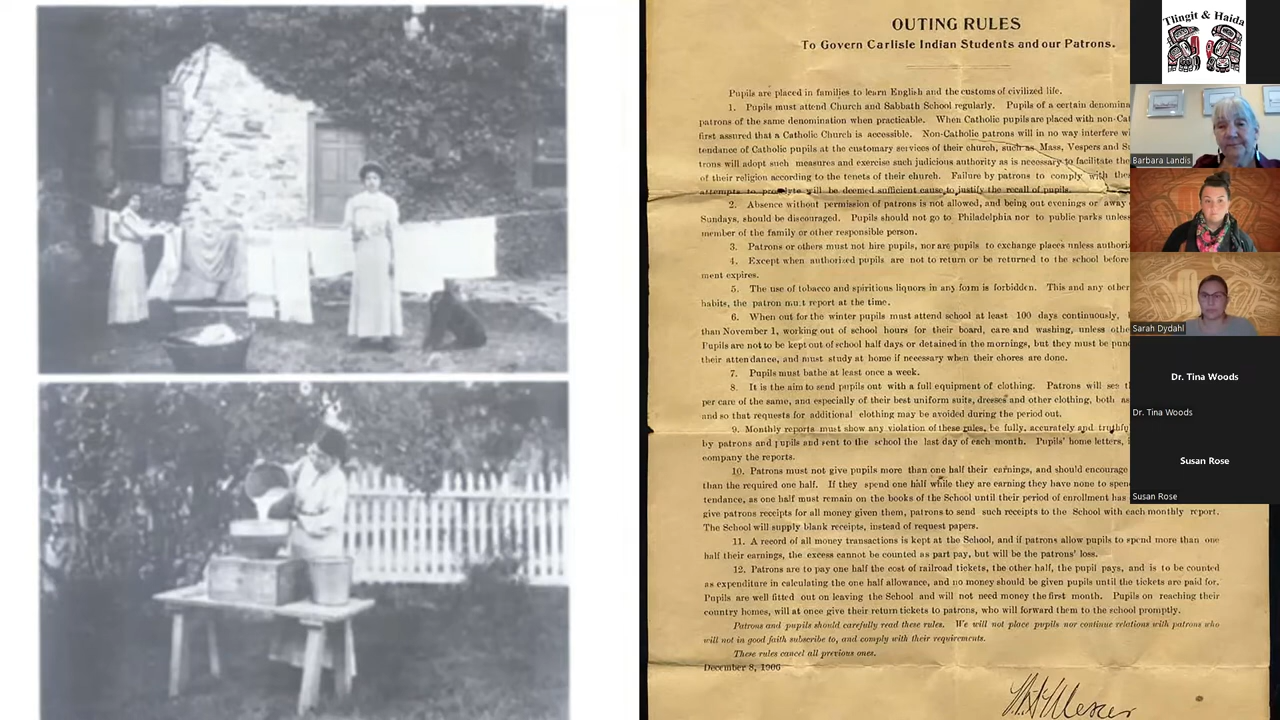 OUTING RULES
To Govern Carlisle Indian Students and our Patrons.
Pupils are placed in families to learn English and the customs of civilized life.
1. Pupils must attend Church and Sabbath School regularly. Pupils of a certain denomina
patrons of the same denomination when practicable. When Catholic pupils are placed with non-Cat
first assured that a Catholic Church is accessible. Non-Catholic patrons will in no way interfere wi
tendance of Catholic pupils at the customary services of their church, such as Mass, Vespers and Su
trons will adopt such measures and exercise such judicious authority as is necessary to facilitate the
of their religion according to the tenets of their church. Failure by patrons to comply with thes
attempts to will be deemed sufficient cause to justify the recall of pupils.
2. Absence without permission of patrons is not allowed, and being out evenings or away
Sundays, should be discouraged. Pupils should not go to Philadelphia nor to public parks unless
member of the family or other responsible person.
3. Patrons or others must not hire pupils, nor are pupils to exchange places unless authori
4. Except when authorized pupils are not to return or be returned to the school before
ment expires.
5. The use of tobacco and spiritious liquors in any form is forbidden. This and any other
habits, the patron must report at the time.
6. When out for the winter pupils must attend school at least 100 days continuously,
than November 1, working out of school hours for their board, care and washing, unless othe
Pupils are not to be kept out of school half days or detained in the mornings, but they must be punc
their attendance, and must study at home if necessary when their chores are done.
7. Pupils must bathe at least once a week.
8. It is the aim to send pupils out with a full equipment of clothing. Patrons will see t
per care of the same, and especially of their best uniform suits, dresses and other clothing, both as
and so that requests for additional clothing may be avoided during the period out.
9. Monthly reports must show any violation of these rules, be fully, accurately and truthfu
by patrons and pupils and sent to the school the last day of each month. Pupils' home letters, i
company the reports.
10. Patrons must not give pupils more than one half their earnings, and should encourage
than the required one half. If they spend one half while they are earning they have none to spend
tendance, as one half must remain on the books of the School until their period of enrollment has
give patrons receipts for all money given them, patrons to send such receipts to the School with each monthly report.
The School will supply blank receipts, instead of request papers.
11. A record of all money transactions is kept at the School, and if patrons allow pupils to spend more than one
half their earnings, the excess cannot be counted as part pay, but will be the patrons' loss.
12. Patrons are to pay one half the cost of railroad tickets, the other half, the pupil pays, and is to be counted
as expenditure in calculating the one half allowance, and no money should be given pupils until the tickets are paid for.
Pupils are well fitted out on leaving the School and will not need money the first month. Pupils on reaching their
country homes, will at once give their return tickets to patrons, who will forward them to the school promptly.
Patrons and pupils should carefully read these rules. We will not place pupils nor continue relations with patrons who
will not in good faith subscribe to, and comply with their requirements.
These rules cancel all previous ones.
December 8, 1906
Mercer
Tlingit & Haida
Barbara Landis
Sarah Dydahl
Dr. Tina Woods
Dr. Tina Woods
Susan Rose
Susan Rose